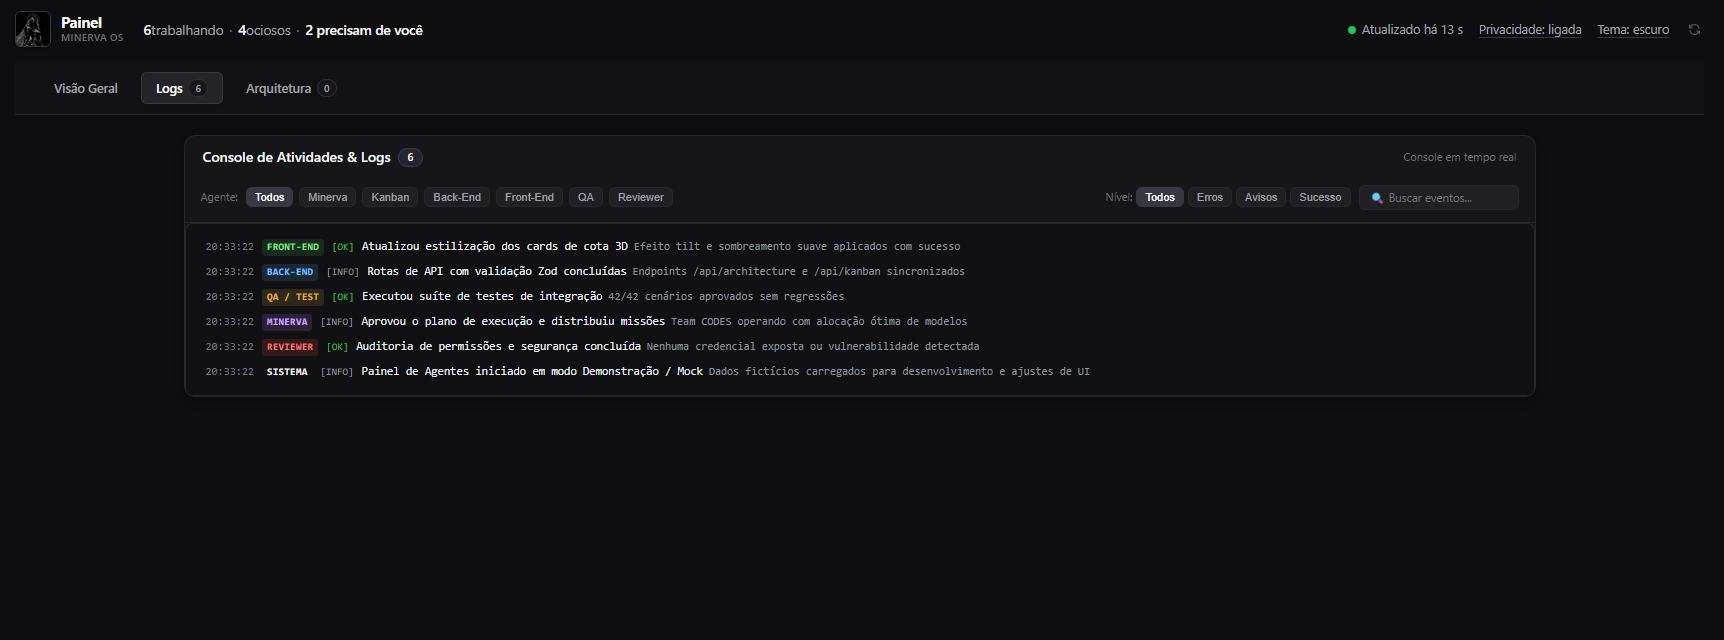 Painel
MINERVA OS
6trabalhando · 4ociosos · 2 precisam de você
Atualizado há 13 s Privacidade: ligada Tema: escuro
Visão Geral Logs 6 Arquitetura 0
Console de Atividades & Logs 6 Console em tempo real
Agente: Todos Minerva Kanban Back-End Front-End QA Reviewer Nível: Todos Erros Avisos Sucesso Buscar eventos...
20:33:22 FRONT-END [OK] Atualizou estilização dos cards de cota 3D Efeito tilt e sombreamento suave aplicados com sucesso
20:33:22 BACK-END [INFO] Rotas de API com validação Zod concluídas Endpoints /api/architecture e /api/kanban sincronizados
20:33:22 QA / TEST [OK] Executou suíte de testes de integração 42/42 cenários aprovados sem regressões
20:33:22 MINERVA [INFO] Aprovou o plano de execução e distribuiu missões Team CODES operando com alocação ótima de modelos
20:33:22 REVIEWER [OK] Auditoria de permissões e segurança concluída Nenhuma credencial exposta ou vulnerabilidade detectada
20:33:22 SISTEMA [INFO] Painel de Agentes iniciado em modo Demonstração / Mock Dados fictícios carregados para desenvolvimento e ajustes de UI